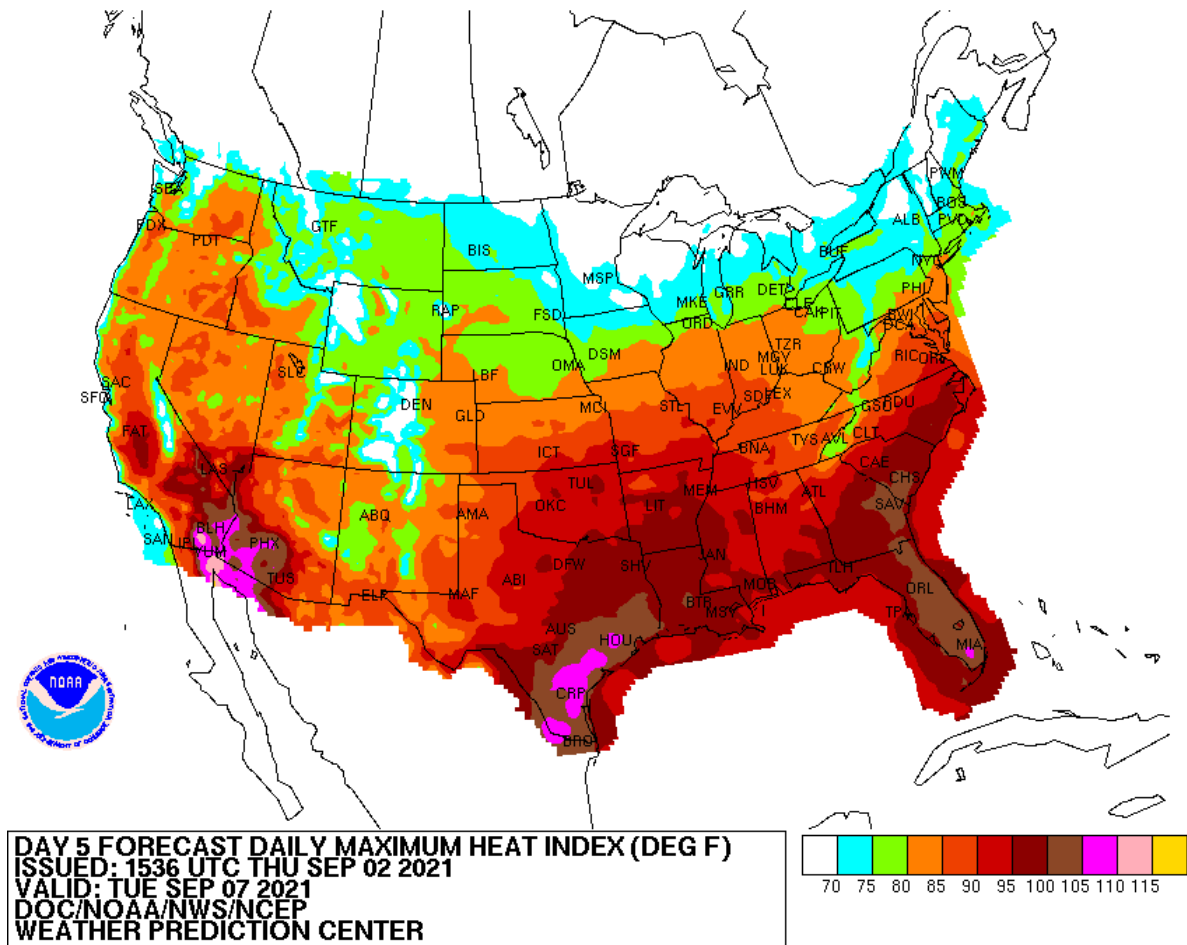 SEA
PDX
PDT
GTF
BIS
MSP
PWM
BOS
ALB
PVD
BUF
NYC
RAP
FSD
MKE
GRR
DET
CLE
ORD
CAK
PIT
PHL
BWI
DCA
SLC
DEN
LBF
OMA
DSM
IND
TZR
MGY
LUK
CRW
RIC
ORF
SAC
SFO
FAT
GLD
MCI
STL
EVV
SDF
LEX
GSO
RDU
LAS
ICT
SGF
BNA
TYS
AVL
CLT
LAX
ABQ
AMA
OKC
TUL
LIT
MEM
HSV
BHM
ATL
CAE
CHS
SAV
SAN
IPL
BLH
YUM
PHX
TUS
ELP
MAF
ABI
DFW
SHV
JAN
MOB
TLH
ORL
AUS
SAT
HOU
BTR
MSY
TPA
MIA
CRP
BRO
NOAA
DAY 5 FORECAST DAILY MAXIMUM HEAT INDEX (DEG F)
ISSUED: 1536 UTC THU SEP 02 2021
VALID: TUE SEP 07 2021
DOC/NOAA/NWS/NCEP
WEATHER PREDICTION CENTER
70 75 80 85 90 95 100 105 110 115